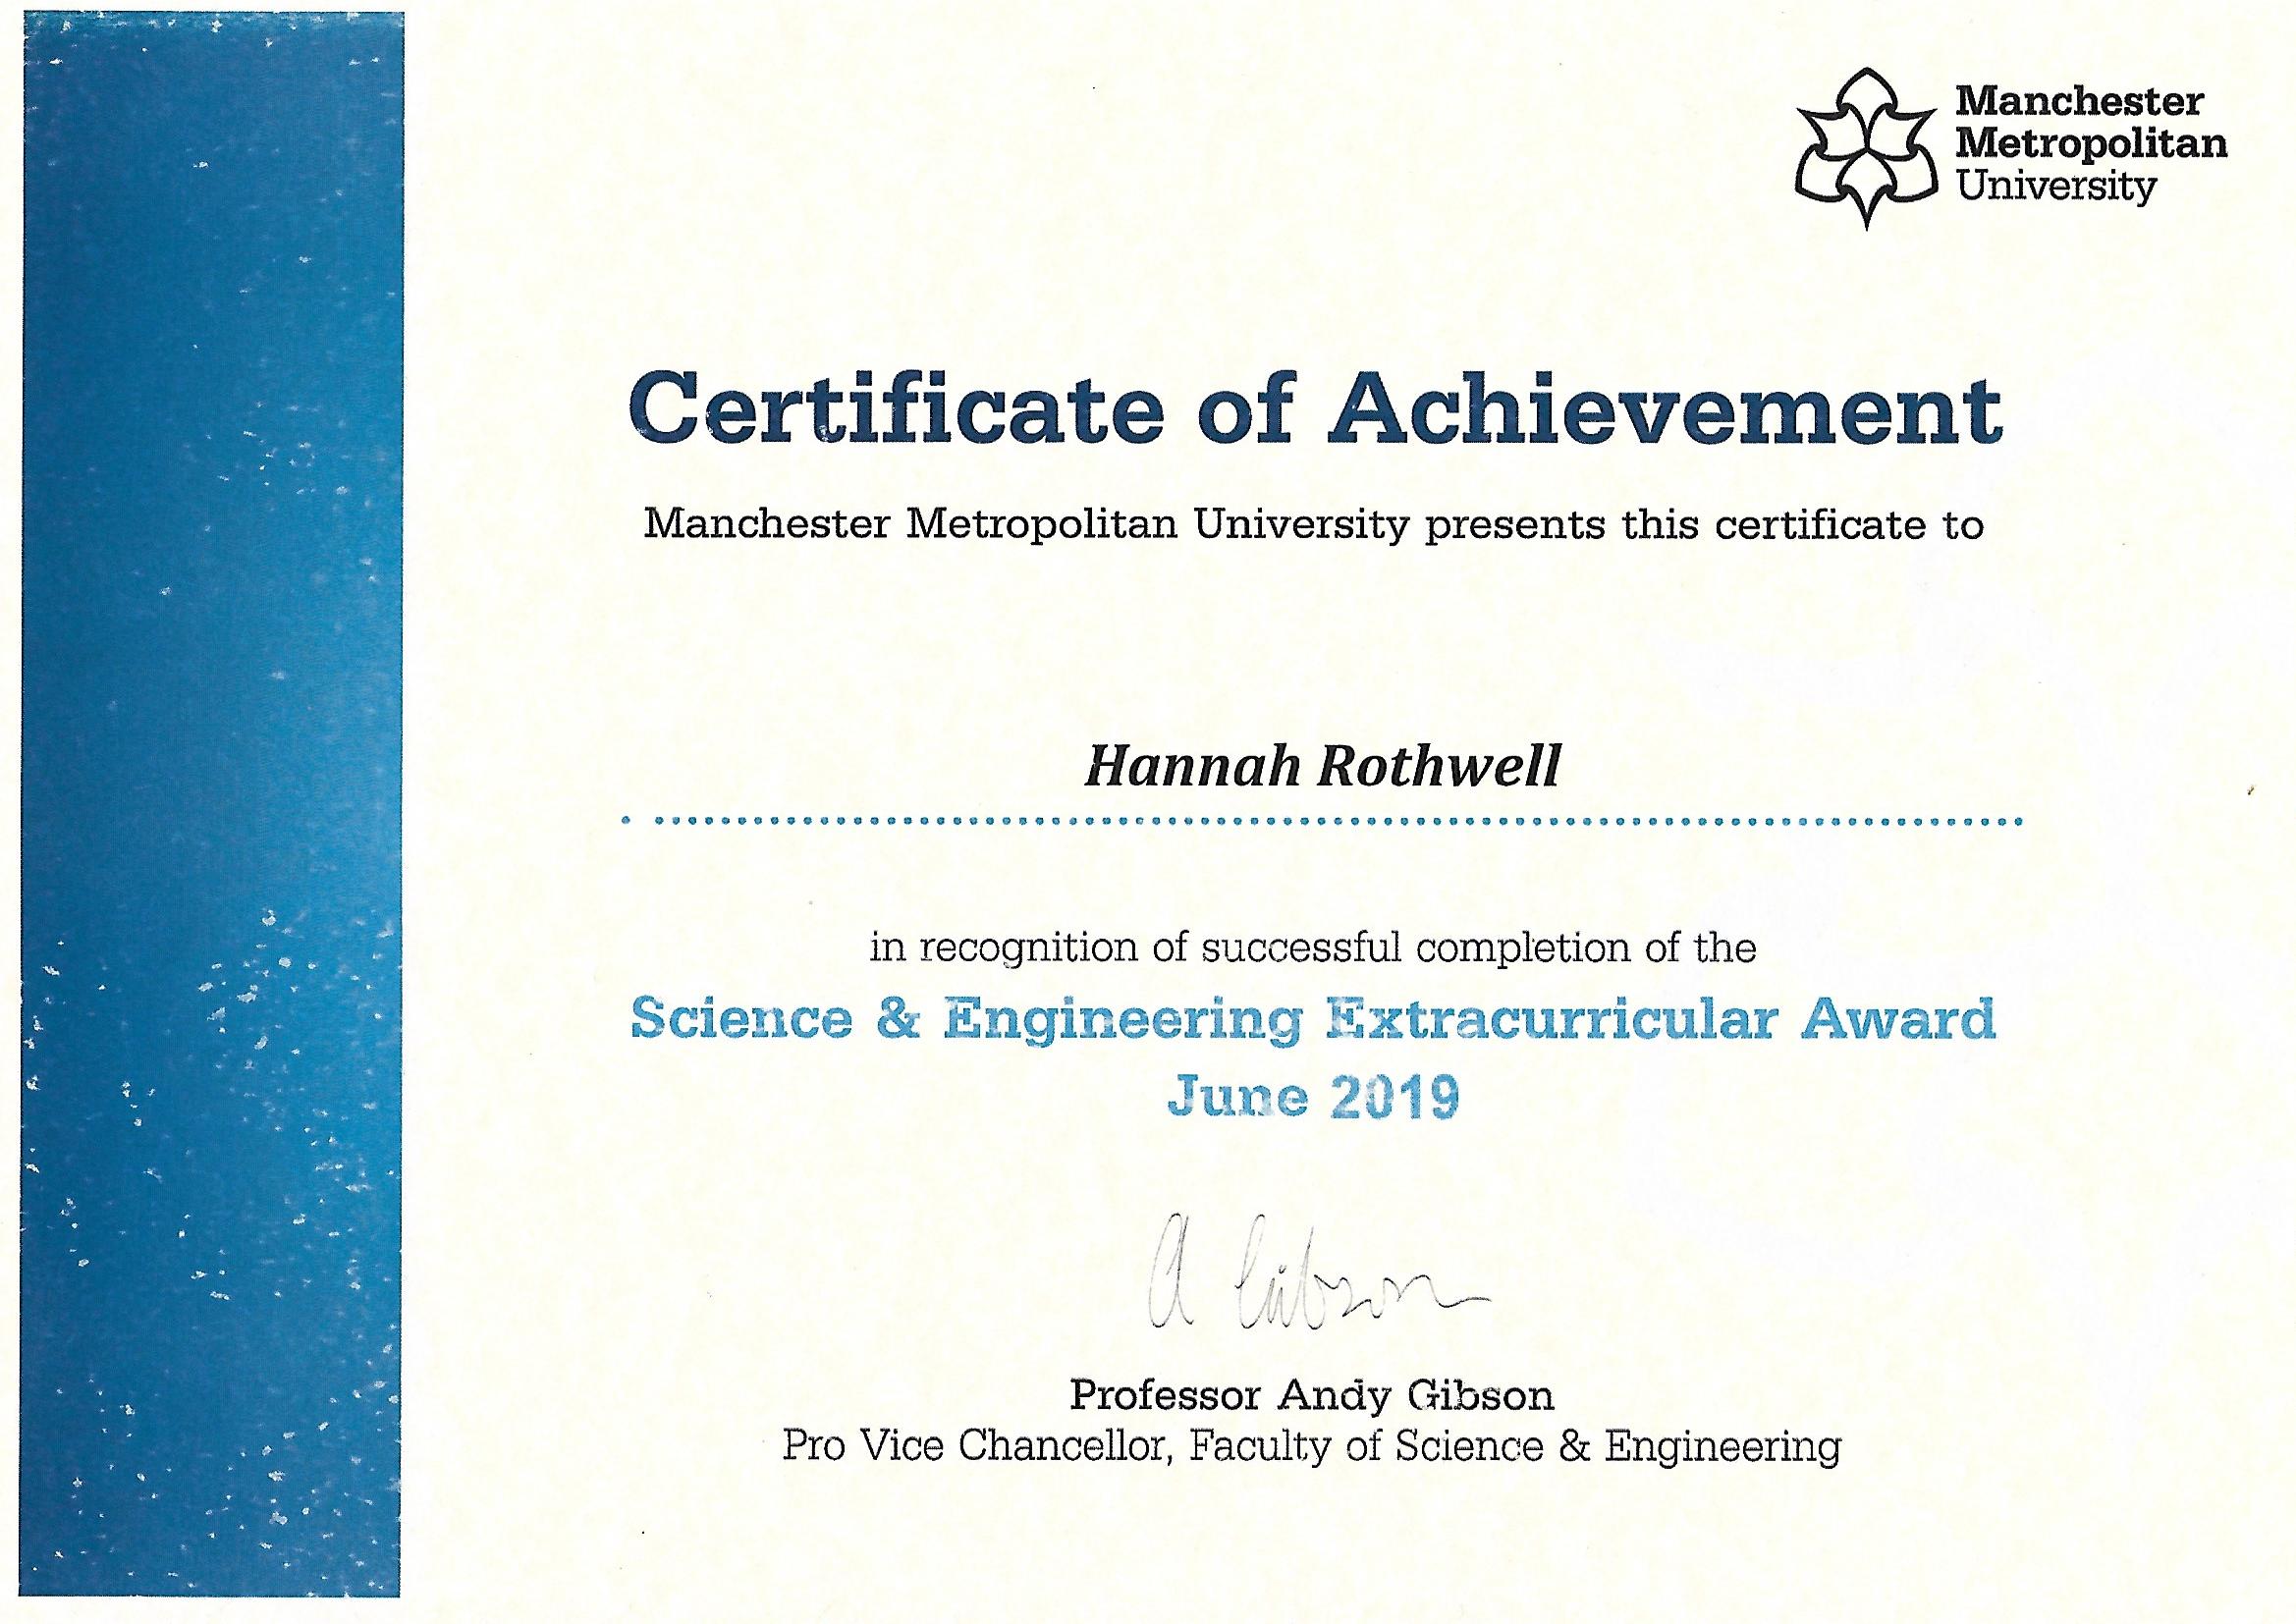 Manchester
Metropolitan
University
Certificate of Achievement
Manchester Metropolitan University presents this certificate to
Hannah Rothwell
in recognition of successful completion of the
Science & Engineering Extracurricular Award
June 2019
A Gibson
Professor Andy Gibson
Pro Vice Chancellor, Faculty of Science & Engineering